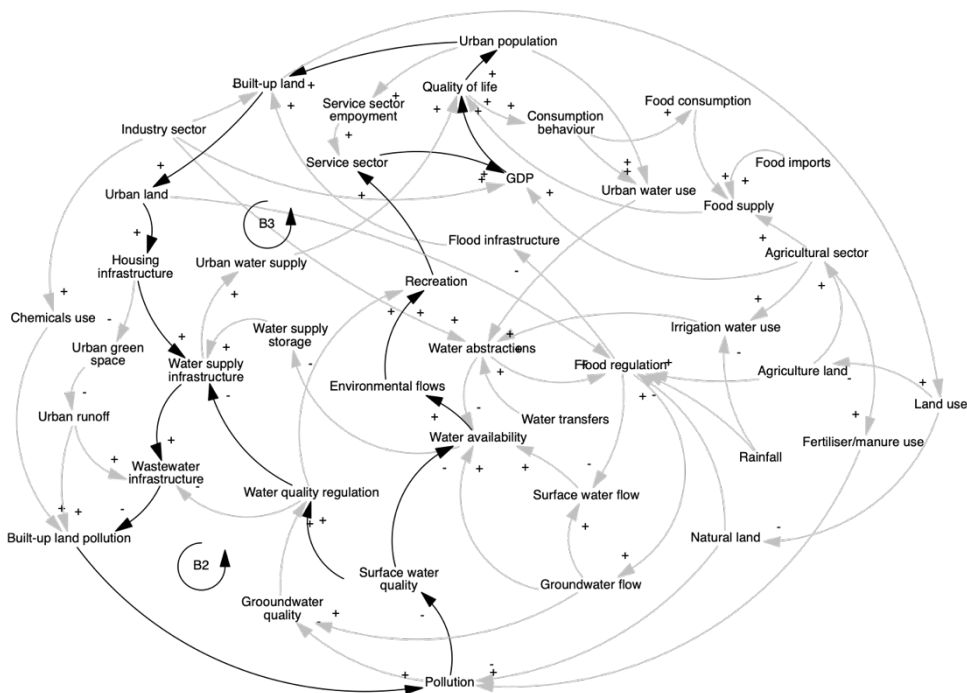 Urban population
Built-up land
Quality of life
Service sector
empoyment
Food consumption
Consumption
behaviour
Industry sector
Service sector
Food imports
GDP
Urban land
Urban water use
Food supply
B3
Flood infrastructure
Agricultural sector
Housing
infrastructure
Urban water supply
Recreation
Chemicals use
Urban green
space
Water supply
storage
Irrigation water use
Water supply
infrastructure
Water abstractions
Food regulation
Agriculture land
Environmental flows
Land use
Urban runoff
Water transfers
Water availability
Fertiliser/manure use
Rainfall
Wastewater
infrastructure
Water quality regulation
Surface water flow
Built-up land pollution
Natural land
B2
Surface water
quality
Groundwater flow
Grooundwater
quality
Pollution